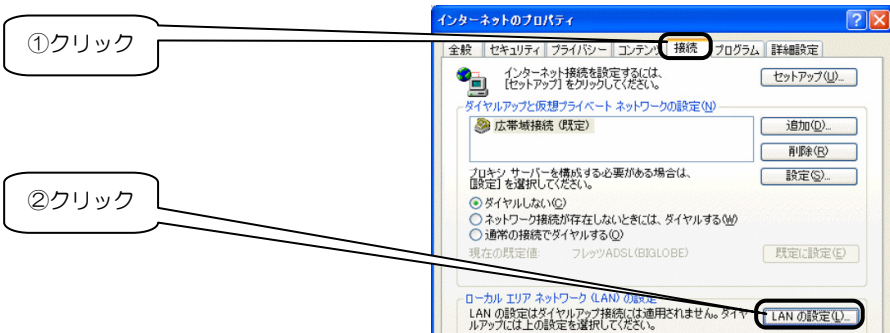 ①クリック
インターネットのプロパティ
全般 セキュリティ プライバシー コンテンツ 接続 プログラム 詳細設定
インターネット接続を設定するには、
[セットアップ] をクリックしてください。
セットアップ(U)...
ダイヤルアップと仮想プライベート ネットワークの設定(N)
広帯域接続 (既定)
追加(D)...
削除(R)
プロキシ サーバーを構成する必要がある場合は、
[設定] を選択してください。
設定(S)...
②クリック
ダイヤルしない(C)
ネットワーク接続が存在しないときには、ダイヤルする(W)
通常の接続でダイヤルする(O)
現在の既定値: フレッツADSL(BIGLOBE)
既定に設定(E)
ローカル エリア ネットワーク (LAN) の設定
LAN の設定はダイヤルアップ接続には適用されません。ダイヤ
ルアップには上の設定を選択してください。
LAN の設定(L)...